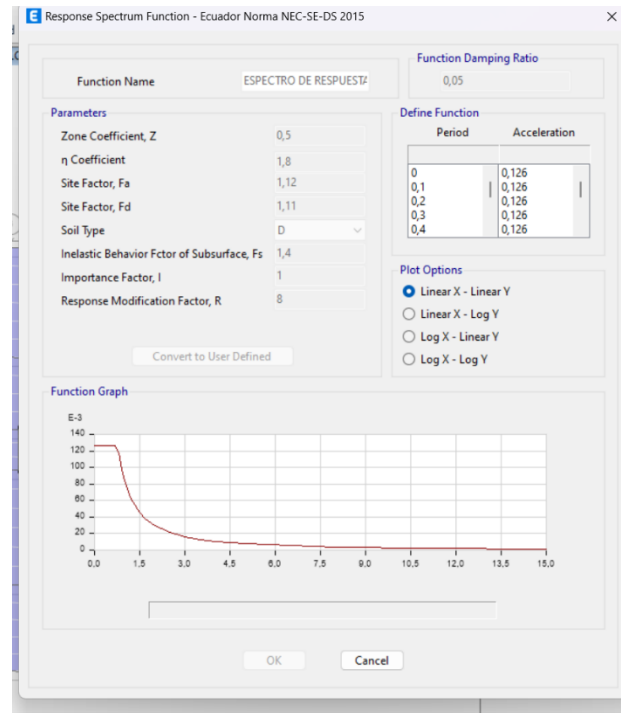 E Response Spectrum Function - Ecuador Norma NEC-SE-DS 2015
Function Name
ESPECTRO DE RESPUESTA
Function Damping Ratio
0,05
Parameters
Zone Coefficient, Z 0,5
η Coefficient 1,8
Site Factor, Fa 1,12
Site Factor, Fd 1,11
Soil Type D
Inelastic Behavior Fctor of Subsurface, Fs 1,4
Importance Factor, I 1
Response Modification Factor, R 8
Convert to User Defined
Define Function
Period Acceleration
0 0,126
0,1 0,126
0,2 0,126
0,3 0,126
0,4 0,126
Plot Options
Linear X - Linear Y
Linear X - Log Y
Log X - Linear Y
Log X - Log Y
Function Graph
E-3
140
120
100
80
60
40
20
0
0,0 1,5 3,0 4,5 6,0 7,5 9,0 10,5 12,0 13,5 15,0
OK Cancel